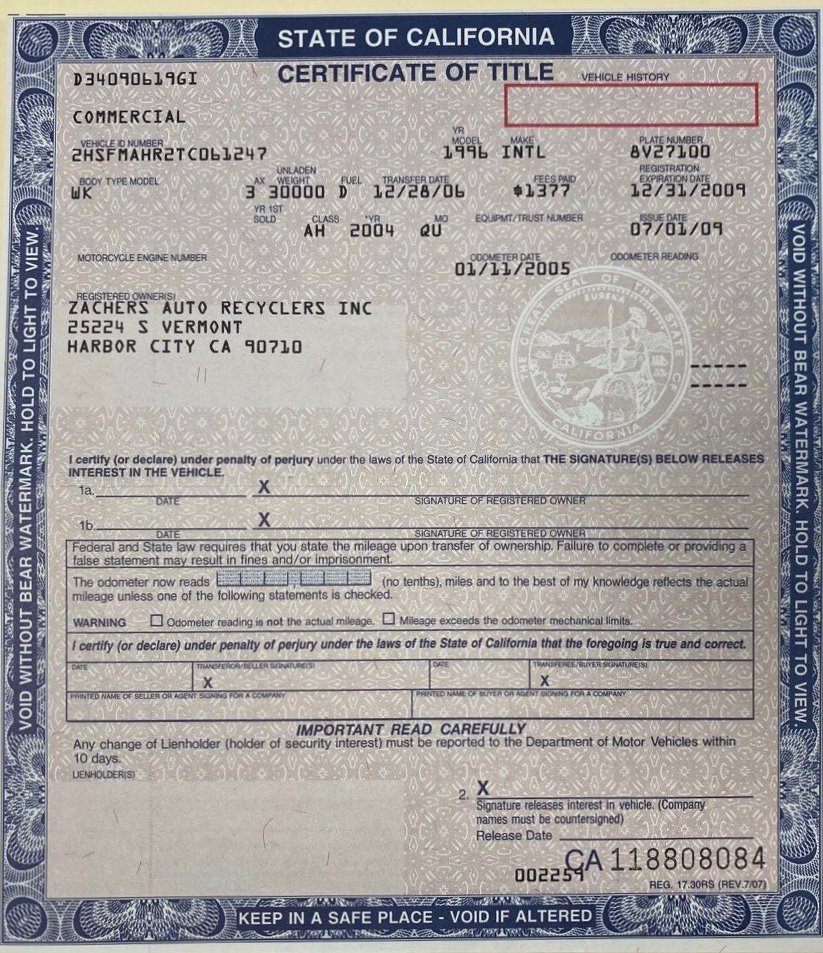 STATE OF CALIFORNIA
CERTIFICATE OF TITLE
VEHICLE HISTORY
D3409061961
COMMERCIAL
VEHICLE ID NUMBER YR MODEL MAKE PLATE NUMBER
2HSFMAHR2TC061247 1996 INTL 8V27100
BODY TYPE MODEL AX UNLADEN WEIGHT FUEL TRANSFER DATE FEES PAID REGISTRATION EXPIRATION DATE
WK 3 30000 D 12/28/06 $1377 12/31/2009
YR 1ST SOLD CLASS *YR MO EQUIPMT/TRUST NUMBER ISSUE DATE
AH 2004 QU 07/01/09
MOTORCYCLE ENGINE NUMBER ODOMETER DATE ODOMETER READING
01/11/2005
REGISTERED OWNER(S)
ZACHERS AUTO RECYCLERS INC
25224 S VERMONT
HARBOR CITY CA 90710
THE GREAT SEAL OF THE STATE OF CALIFORNIA
EUREKA
I certify (or declare) under penalty of perjury under the laws of the State of California that THE SIGNATURE(S) BELOW RELEASES
INTEREST IN THE VEHICLE.
1a. X
DATE SIGNATURE OF REGISTERED OWNER
1b. X
DATE SIGNATURE OF REGISTERED OWNER
Federal and State law requires that you state the mileage upon transfer of ownership. Failure to complete or providing a
false statement may result in fines and/or imprisonment.
The odometer now reads (no tenths), miles and to the best of my knowledge reflects the actual
mileage unless one of the following statements is checked.
WARNING Odometer reading is not the actual mileage. Mileage exceeds the odometer mechanical limits.
I certify (or declare) under penalty of perjury under the laws of the State of California that the foregoing is true and correct.
DATE TRANSFEROR/SELLER SIGNATURE(S) DATE TRANSFEREE/BUYER SIGNATURE(S)
X X
PRINTED NAME OF SELLER OR AGENT SIGNING FOR A COMPANY PRINTED NAME OF BUYER OR AGENT SIGNING FOR A COMPANY
IMPORTANT READ CAREFULLY
Any change of Lienholder (holder of security interest) must be reported to the Department of Motor Vehicles within
10 days.
LIENHOLDER(S)
2. X
Signature releases interest in vehicle. (Company
names must be countersigned)
Release Date
CA 118808084
002259
REG. 17.30RS (REV.7/07)
KEEP IN A SAFE PLACE - VOID IF ALTERED
VOID WITHOUT BEAR WATERMARK. HOLD TO LIGHT TO VIEW.
VOID WITHOUT BEAR WATERMARK. HOLD TO LIGHT TO VIEW